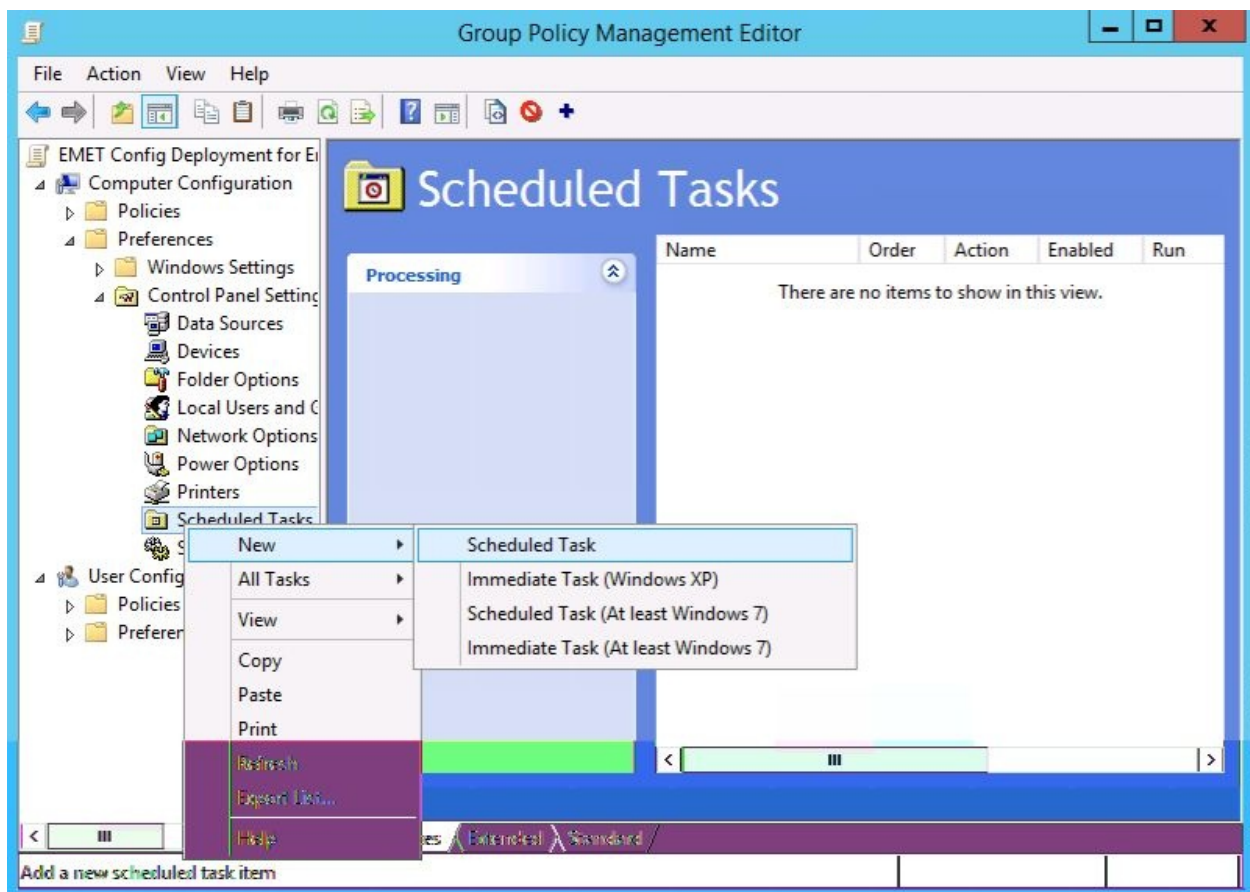 Group Policy Management Editor
File Action View Help
EMET Config Deployment for E
Computer Configuration
Policies
Preferences
Windows Settings
Control Panel Setting
Data Sources
Devices
Folder Options
Local Users and
Network Options
Power Options
Printers
Scheduled Tasks
User Config
Policies
Preferen
Scheduled Tasks
Processing
Name Order Action Enabled Run
There are no items to show in this view.
New
All Tasks
View
Copy
Paste
Print
Refresh
Export List...
Help
Scheduled Task
Immediate Task (Windows XP)
Scheduled Task (At least Windows 7)
Immediate Task (At least Windows 7)
es Extended Standard
Add a new scheduled task item